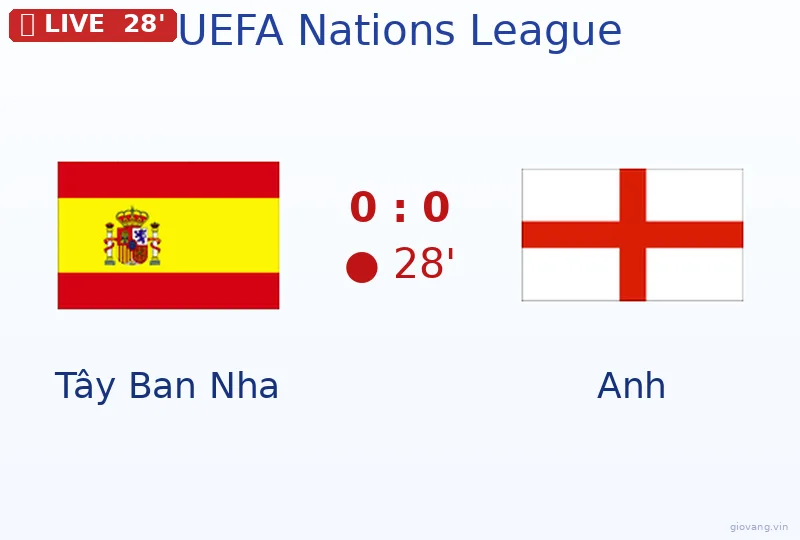 LIVE 28'
UEFA Nations League
0 : 0
28'
Tây Ban Nha
Anh
giovang.vin